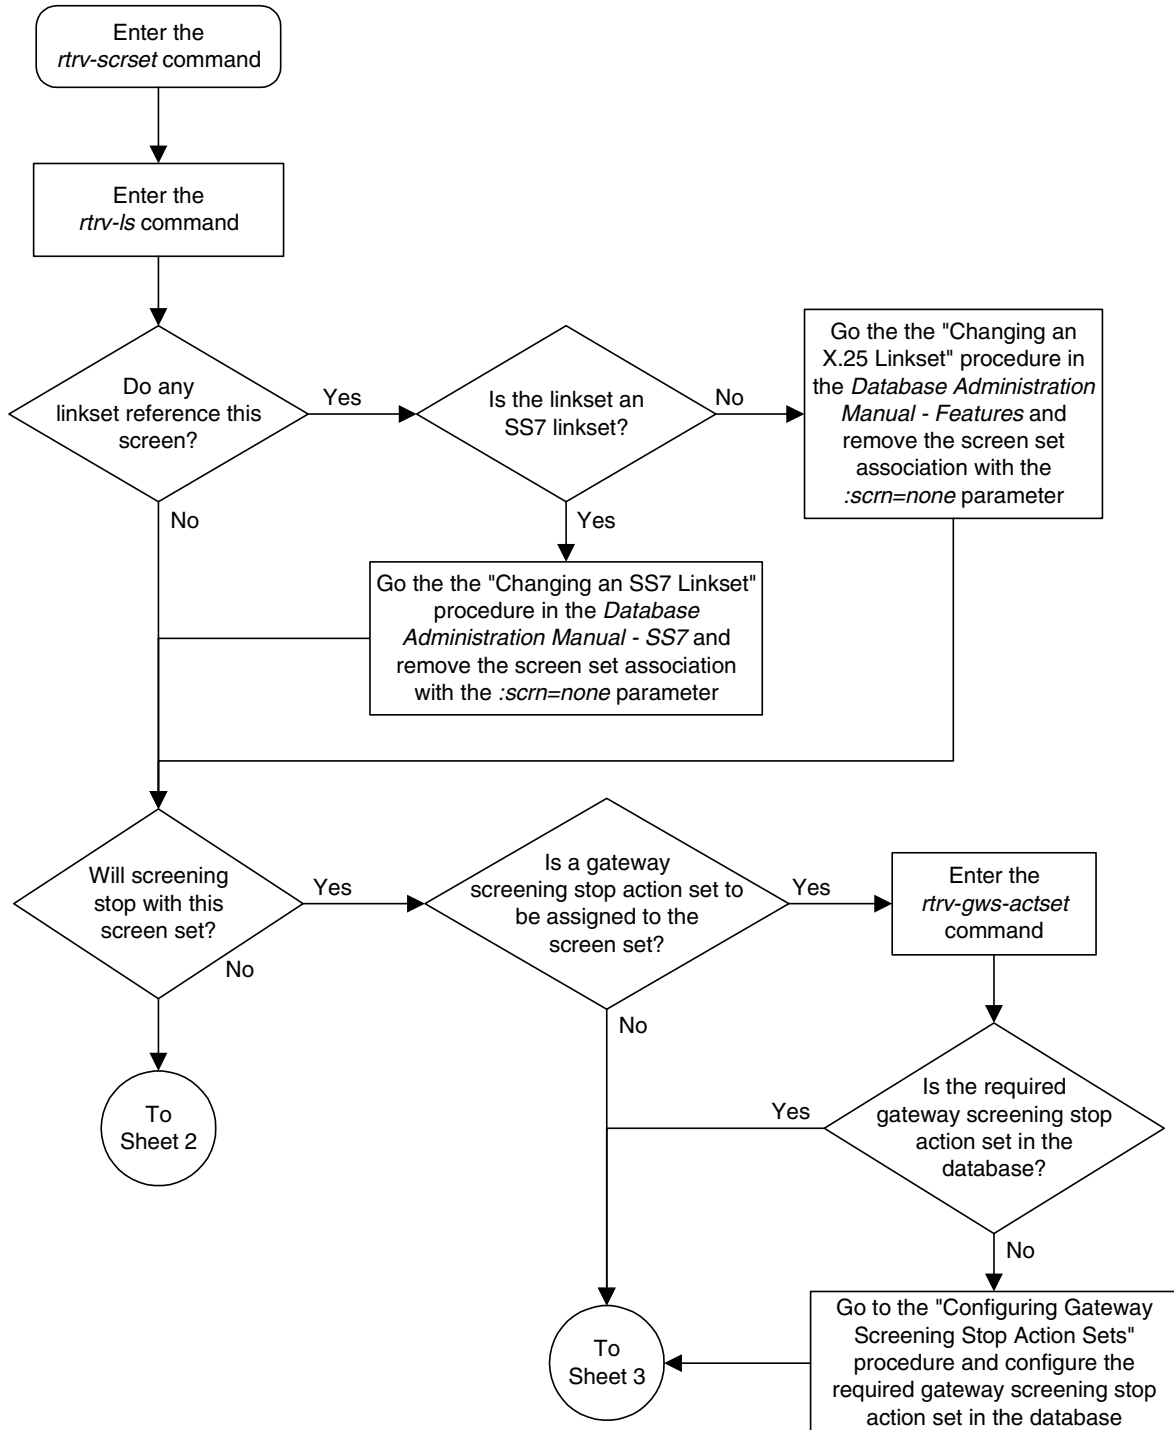 Enter the
rtrv-scrset command
Enter the
rtrv-ls command
Do any
linkset reference this
screen?
Yes
No
Is the linkset an
SS7 linkset?
No
Yes
Go the the "Changing an
X.25 Linkset" procedure in
the Database Administration
Manual - Features and
remove the screen set
association with the
:scrn=none parameter
Go the the "Changing an SS7 Linkset"
procedure in the Database
Administration Manual - SS7 and
remove the screen set association
with the :scrn=none parameter
Will screening
stop with this
screen set?
Yes
No
To
Sheet 2
Is a gateway
screening stop action set to
be assigned to the
screen set?
Yes
No
Enter the
rtrv-gws-actset
command
Is the required
gateway screening stop
action set in the
database?
Yes
No
To
Sheet 3
Go to the "Configuring Gateway
Screening Stop Action Sets"
procedure and configure the
required gateway screening stop
action set in the database